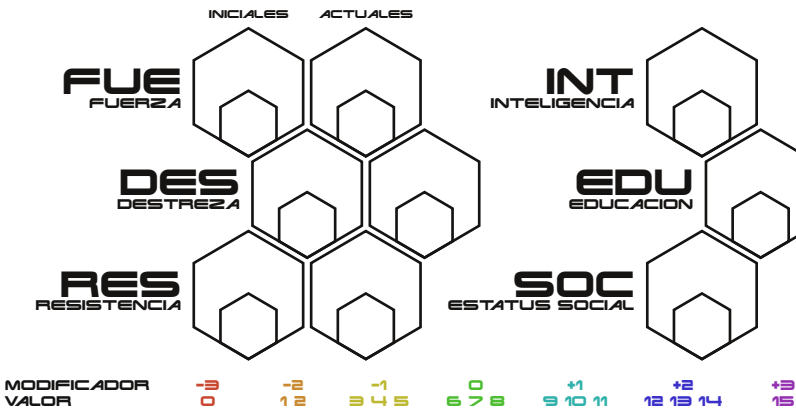 INICIALES ACTUALES
FUE
FUERZA
INT
INTELIGENCIA
DES
DESTREZA
EDU
EDUCACION
RES
RESISTENCIA
SOC
ESTATUS SOCIAL
MODIFICADOR -3 -2 -1 0 +1 +2 +3
VALOR 0 1 2 3 4 5 6 7 8 9 10 11 12 13 14 15